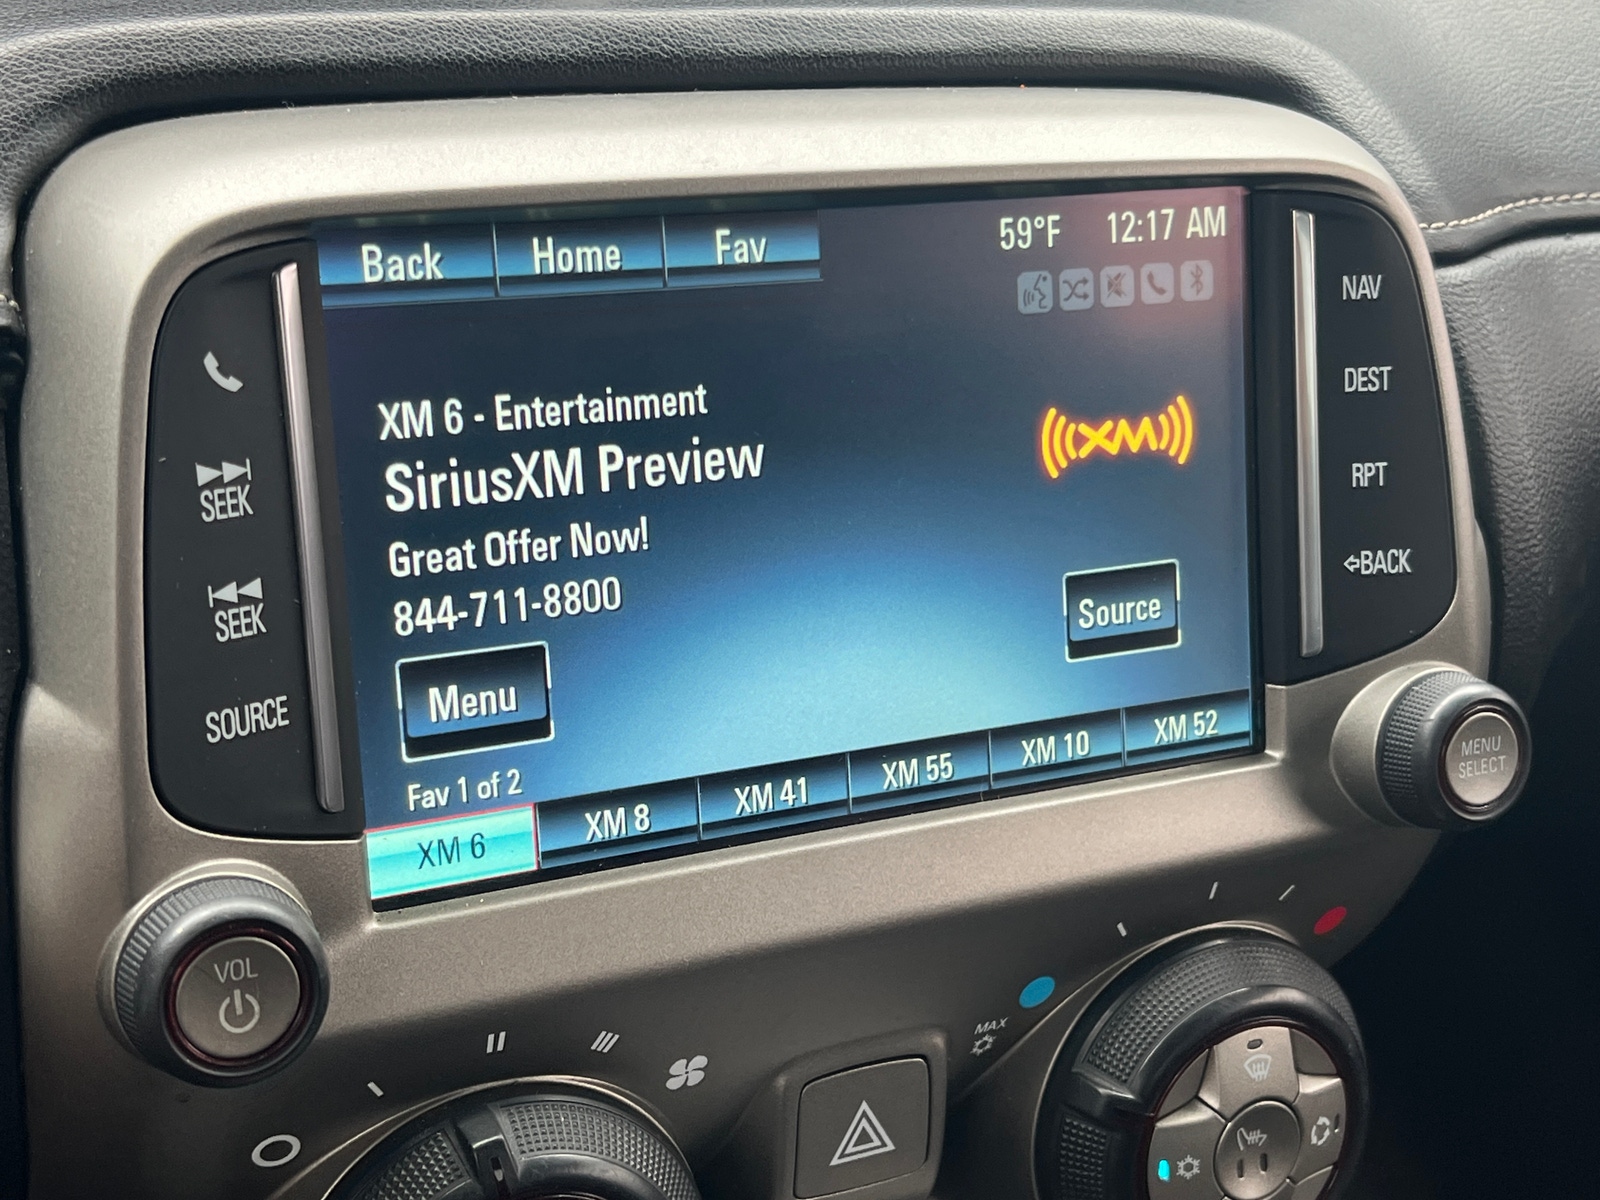 Back Home Fav 59°F 12:17 AM
NAV
DEST
RPT
⇦BACK
SEEK
SEEK
SOURCE
XM 6 - Entertainment
SiriusXM Preview
Great Offer Now!
844-711-8800
((XM))
Menu
Source
Fav 1 of 2
XM 6 XM 8 XM 41 XM 55 XM 10 XM 52
MENU
SELECT
VOL
MAX